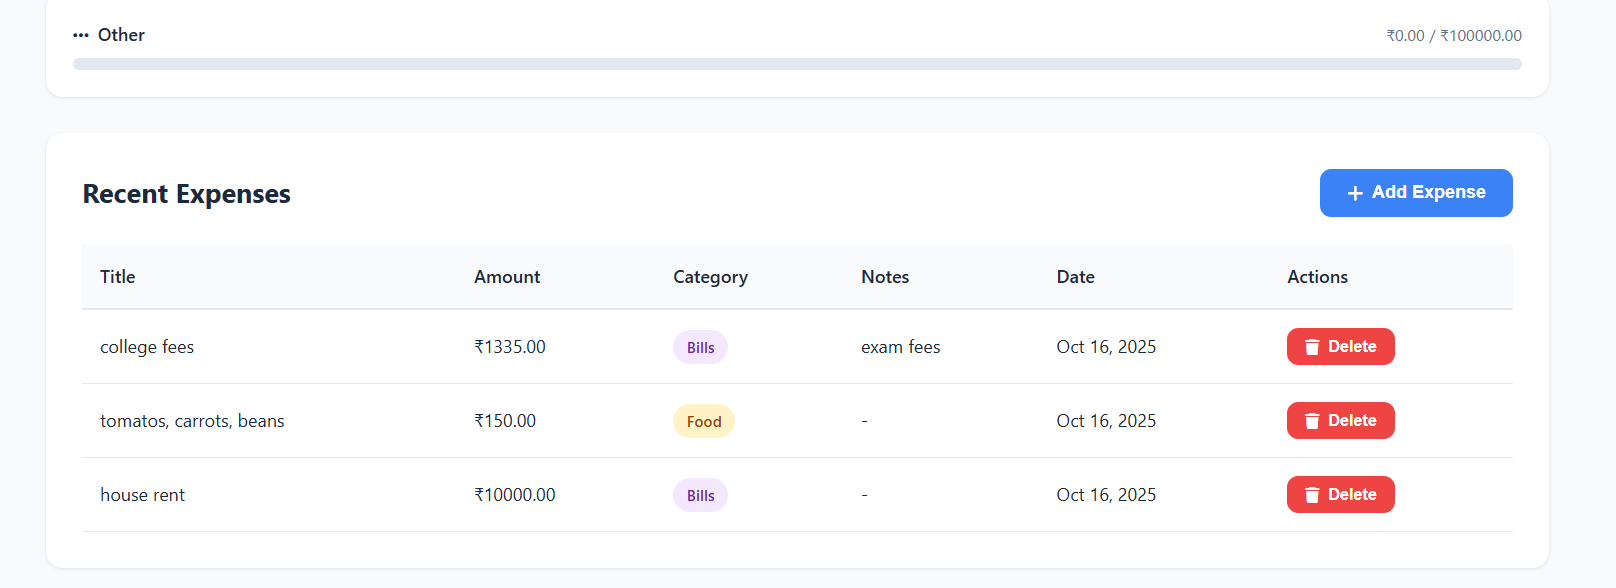 ••• Other ₹0.00 / ₹100000.00
Recent Expenses + Add Expense
Title Amount Category Notes Date Actions
college fees ₹1335.00 Bills exam fees Oct 16, 2025 Delete
tomatos, carrots, beans ₹150.00 Food - Oct 16, 2025 Delete
house rent ₹10000.00 Bills - Oct 16, 2025 Delete